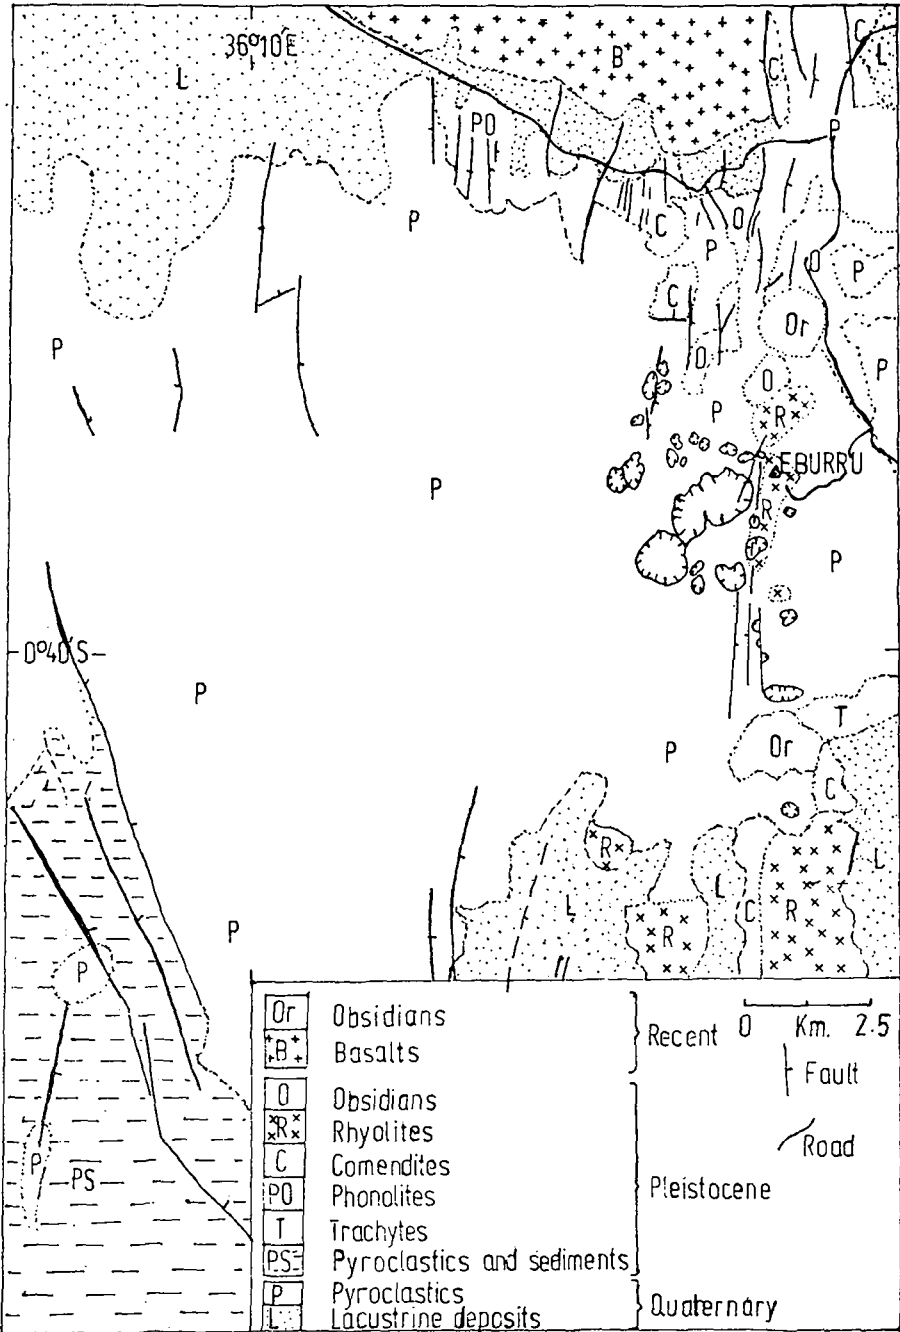 36°10'E
B
C
C
L
L
PO
P
P
C
O
P
O
P
C
Or
P
O
P
O
P
R
P
EBURRU
R
P
0°40'S
P
T
P
Or
C
R
L
L
L
C
R
R
P
P
P
PS
Or Obsidians
B Basalts
Recent
O Obsidians
R Rhyolites
C Comendites
PO Phonolites
T Trachytes
PS Pyroclastics and sediments
Pleistocene
P Pyroclastics
L Lacustrine deposits
Quaternary
0 Km. 2.5
Fault
Road